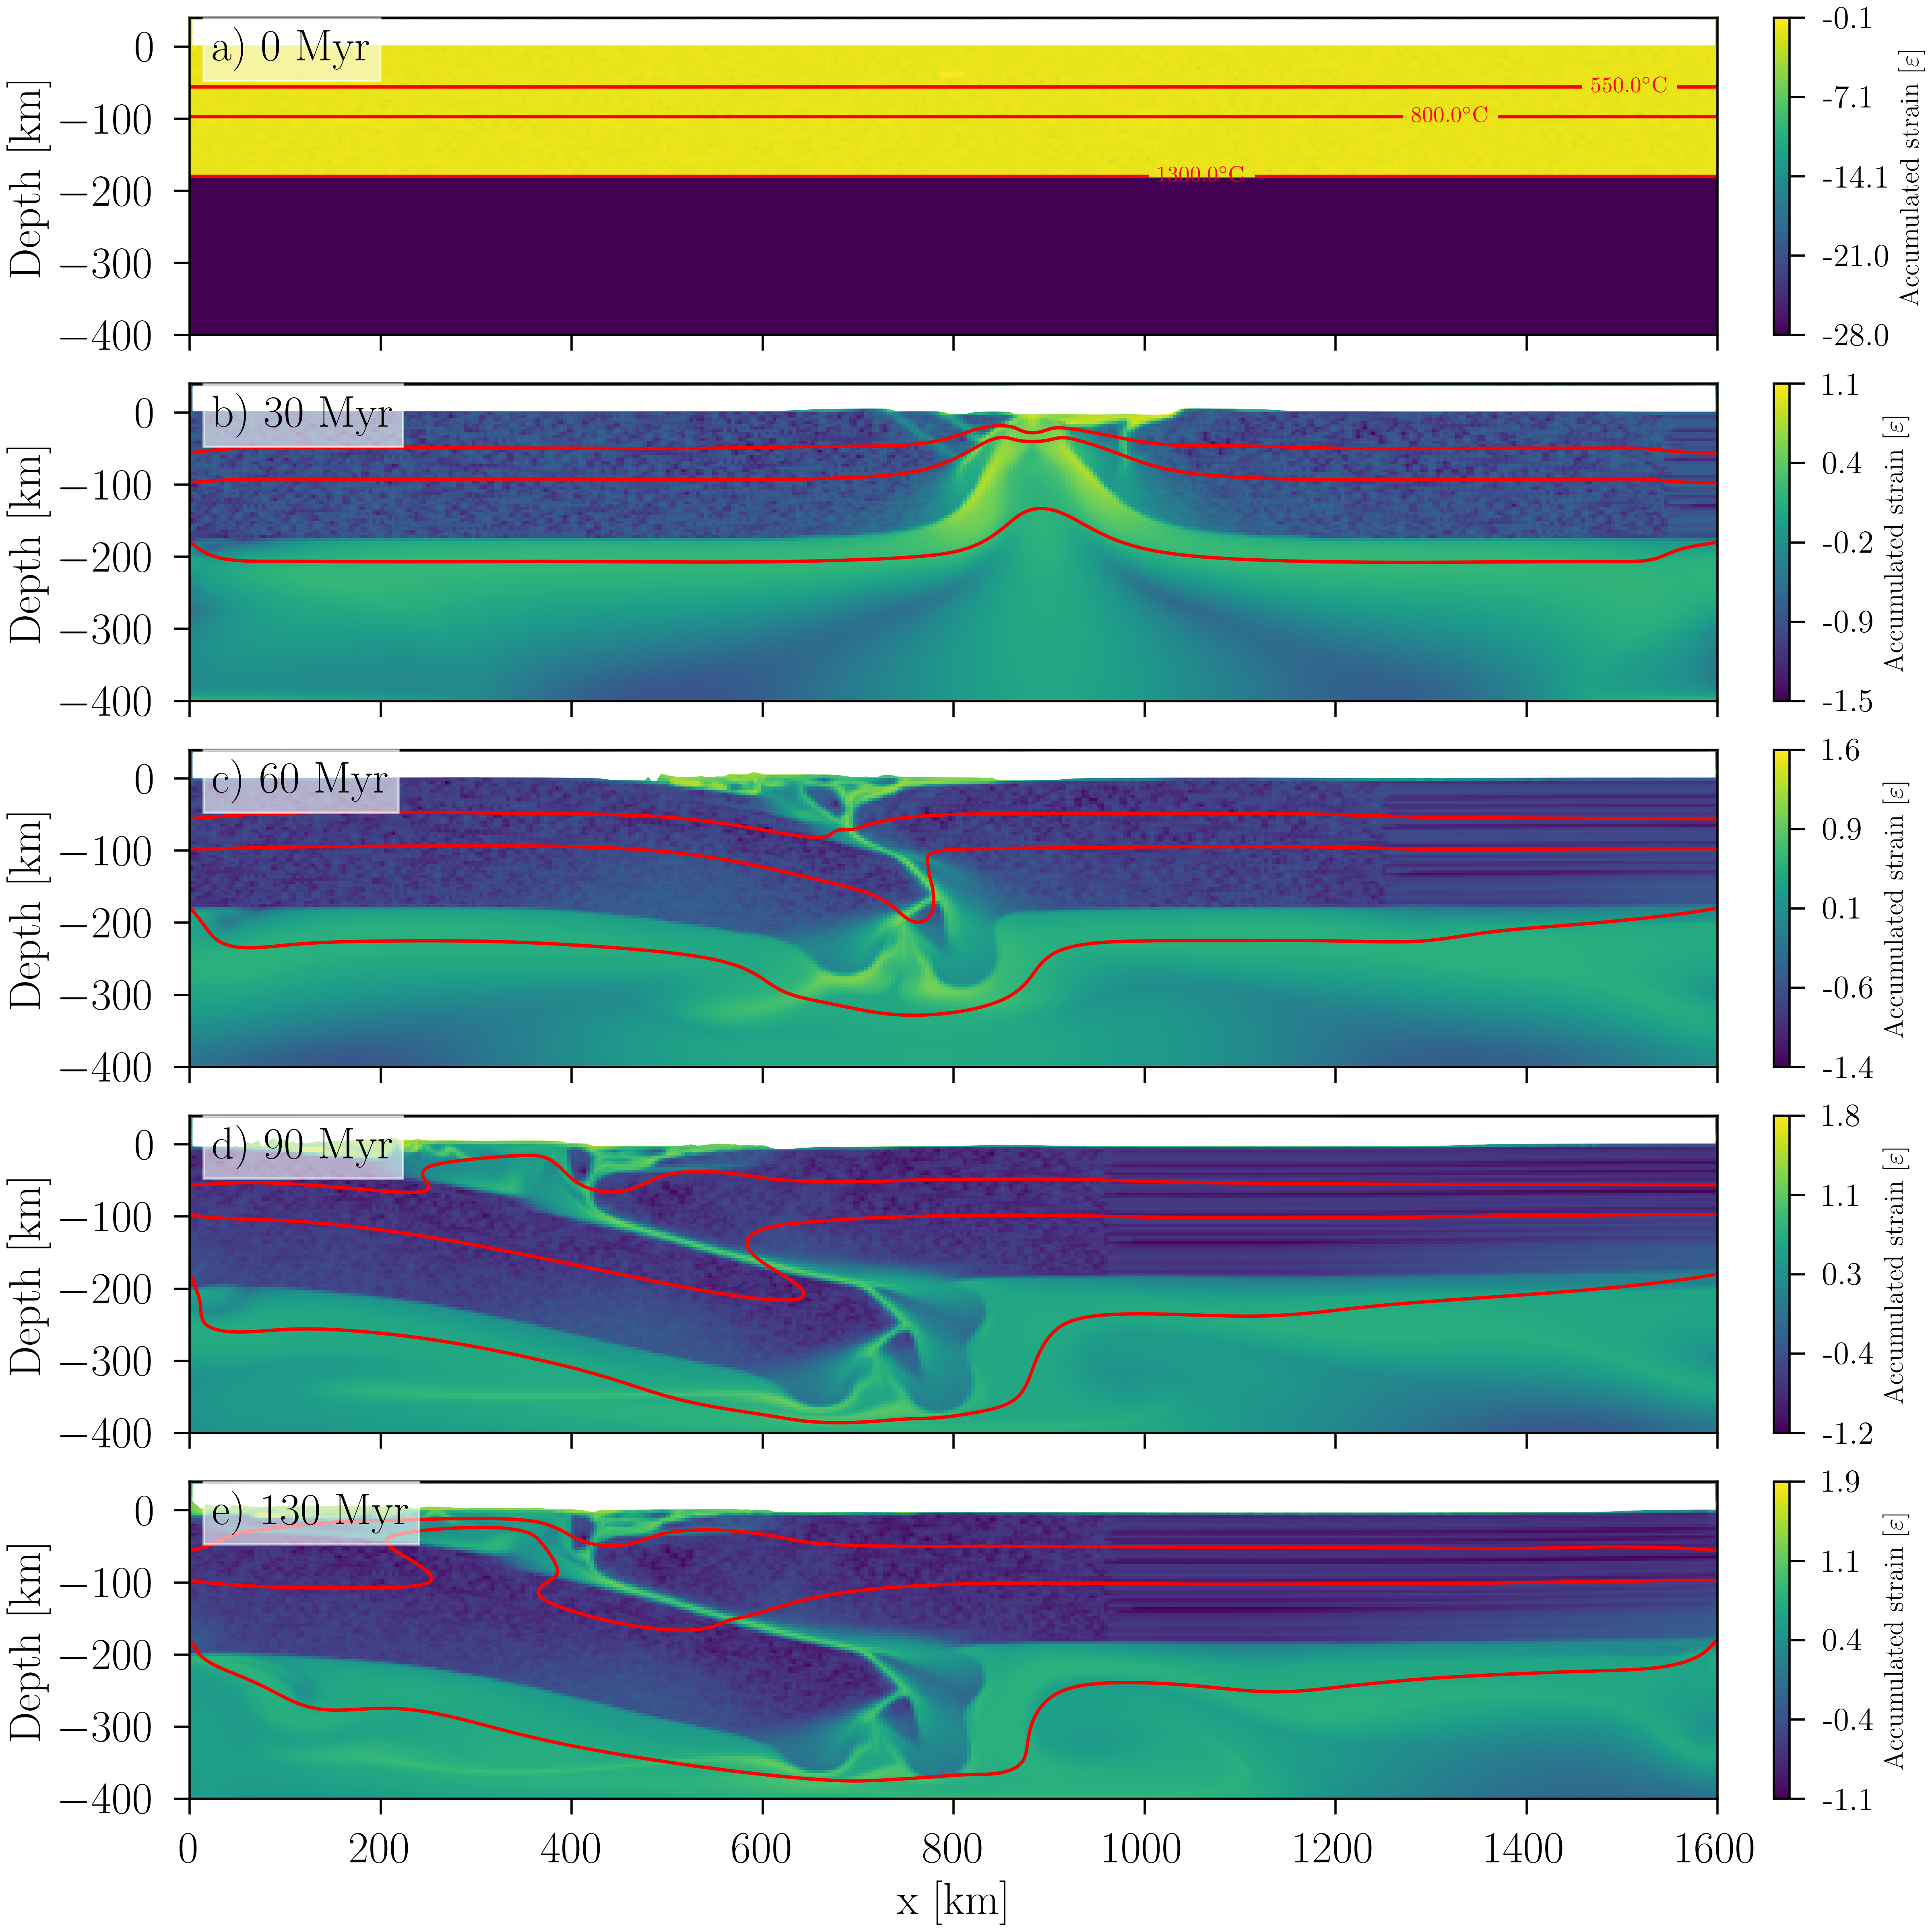 a) 0 Myr
0
−100
−200
−300
−400
Depth [km]
550.0°C
800.0°C
1300.0°C
-0.1
-7.1
-14.1
-21.0
-28.0
Accumulated strain [ε]
b) 30 Myr
0
−100
−200
−300
−400
Depth [km]
1.1
0.4
-0.2
-0.9
-1.5
Accumulated strain [ε]
c) 60 Myr
0
−100
−200
−300
−400
Depth [km]
1.6
0.9
0.1
-0.6
-1.4
Accumulated strain [ε]
d) 90 Myr
0
−100
−200
−300
−400
Depth [km]
1.8
1.1
0.3
-0.4
-1.2
Accumulated strain [ε]
e) 130 Myr
0
−100
−200
−300
−400
Depth [km]
1.9
1.1
0.4
-0.4
-1.1
Accumulated strain [ε]
0 200 400 600 800 1000 1200 1400 1600
x [km]